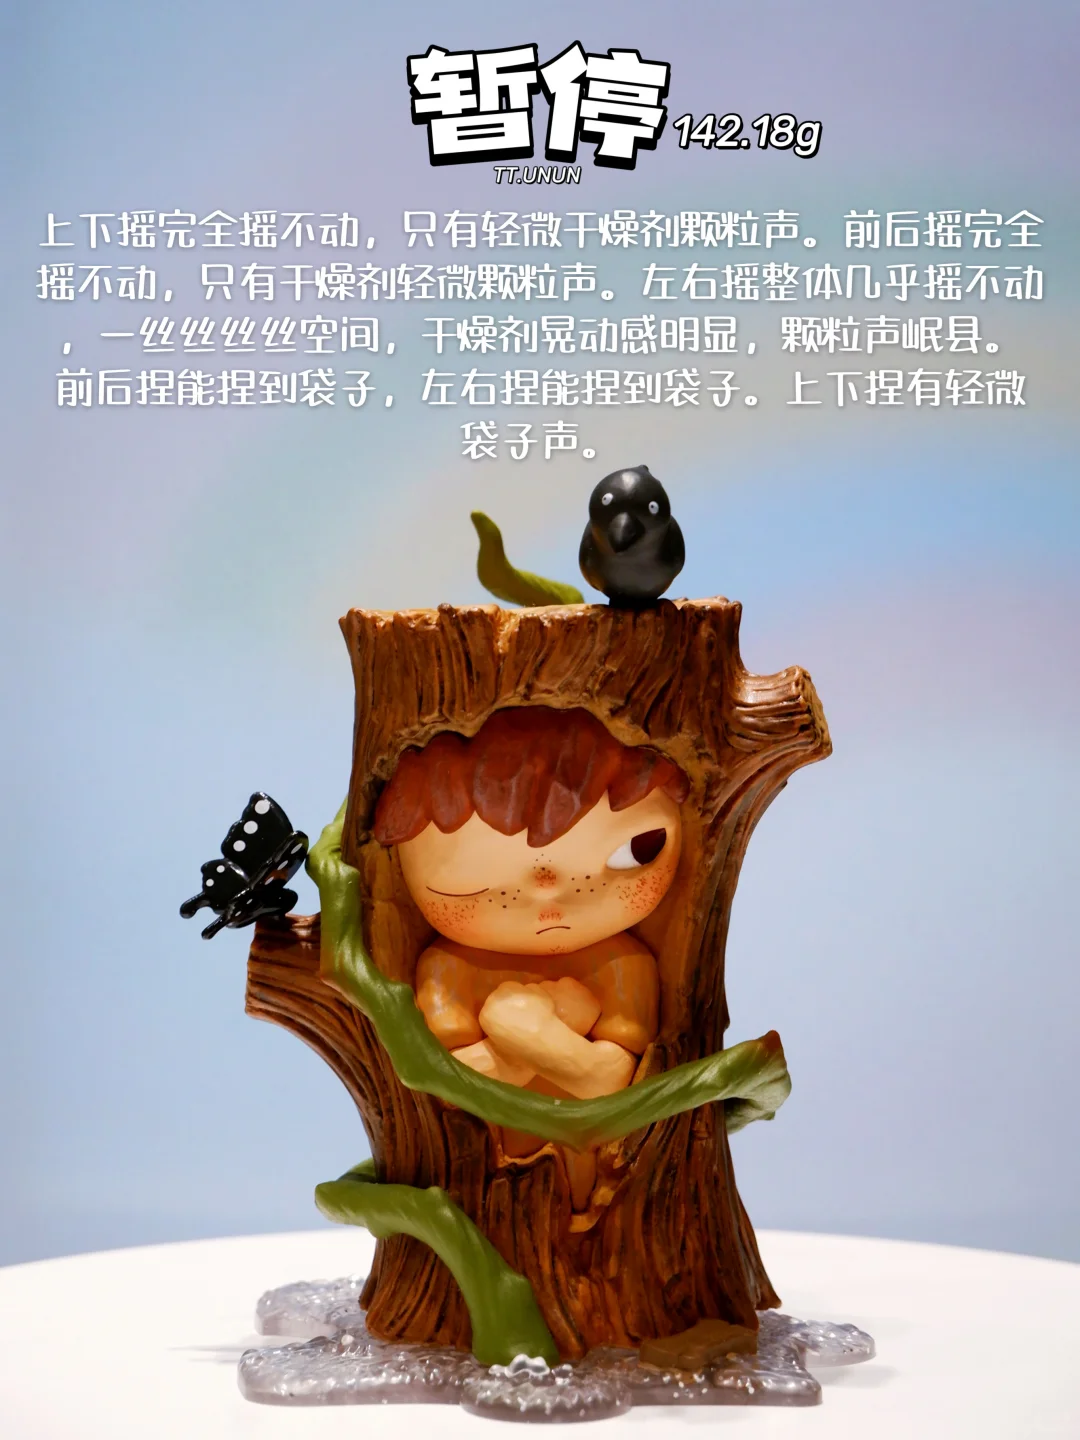 暂停 142.18g
TT.UNUN
上下摇完全摇不动，只有轻微干燥剂颗粒声。前后摇完全
摇不动，只有干燥剂轻微颗粒声。左右摇整体几乎摇不动
，一丝丝丝丝空间，干燥剂晃动感明显，颗粒声岷县。
前后捏能捏到袋子，左右捏能捏到袋子。上下捏有轻微
袋子声。